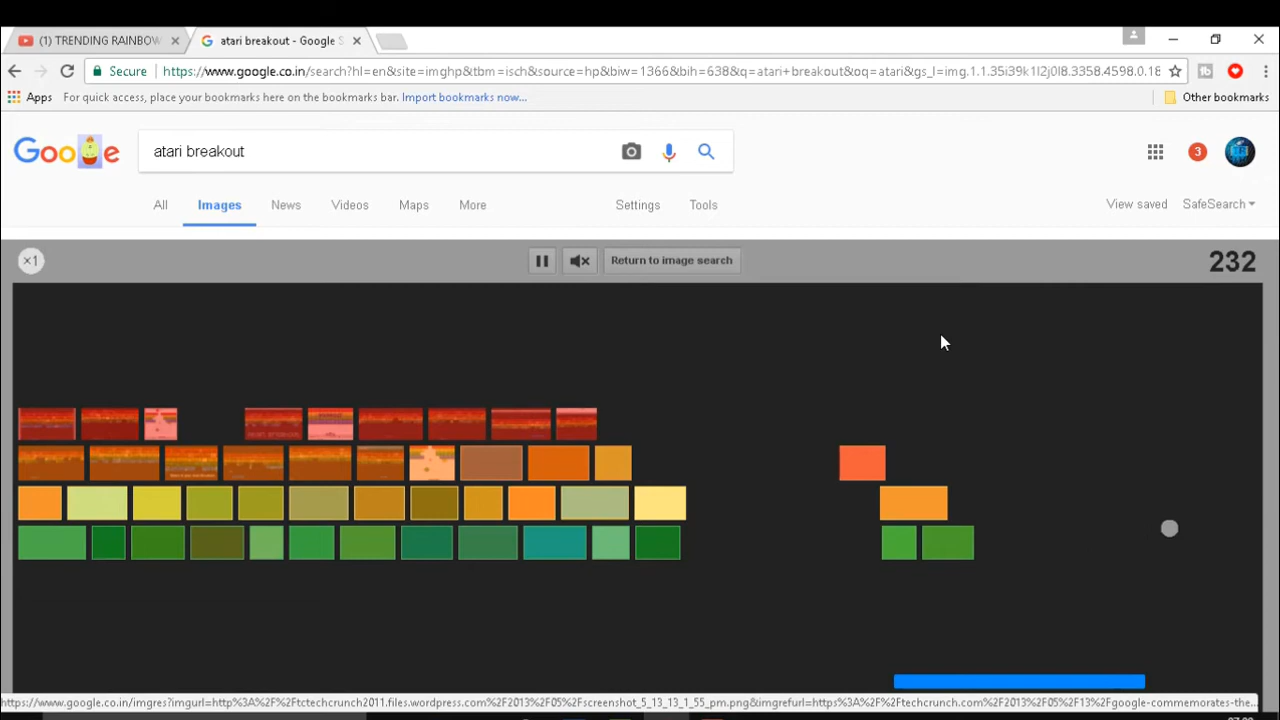 (1) TRENDING RAINBOW
atari breakout - Google S
Secure
https://www.google.co.in/search?hl=en&site=imghp&tbm=isch&source=hp&biw=1366&bih=638&q=atari+breakout&oq=atari&gs_l=img.1.1.35i39k1l2j0l8.3358.4598.0.18
Apps
For quick access, place your bookmarks here on the bookmarks bar. Import bookmarks now...
Other bookmarks
Google
atari breakout
3
All Images News Videos Maps More Settings Tools
View saved SafeSearch
×1
Return to image search
232
https://www.google.co.in/imgres?imgurl=http%3A%2F%2Ftctechcrunch2011.files.wordpress.com%2F2013%2F05%2Fscreenshot_5_13_13_1_55_pm.png&imgrefurl=https%3A%2F%2Ftechcrunch.com%2F2013%2F05%2F13%2Fgoogle-commemorates-the...